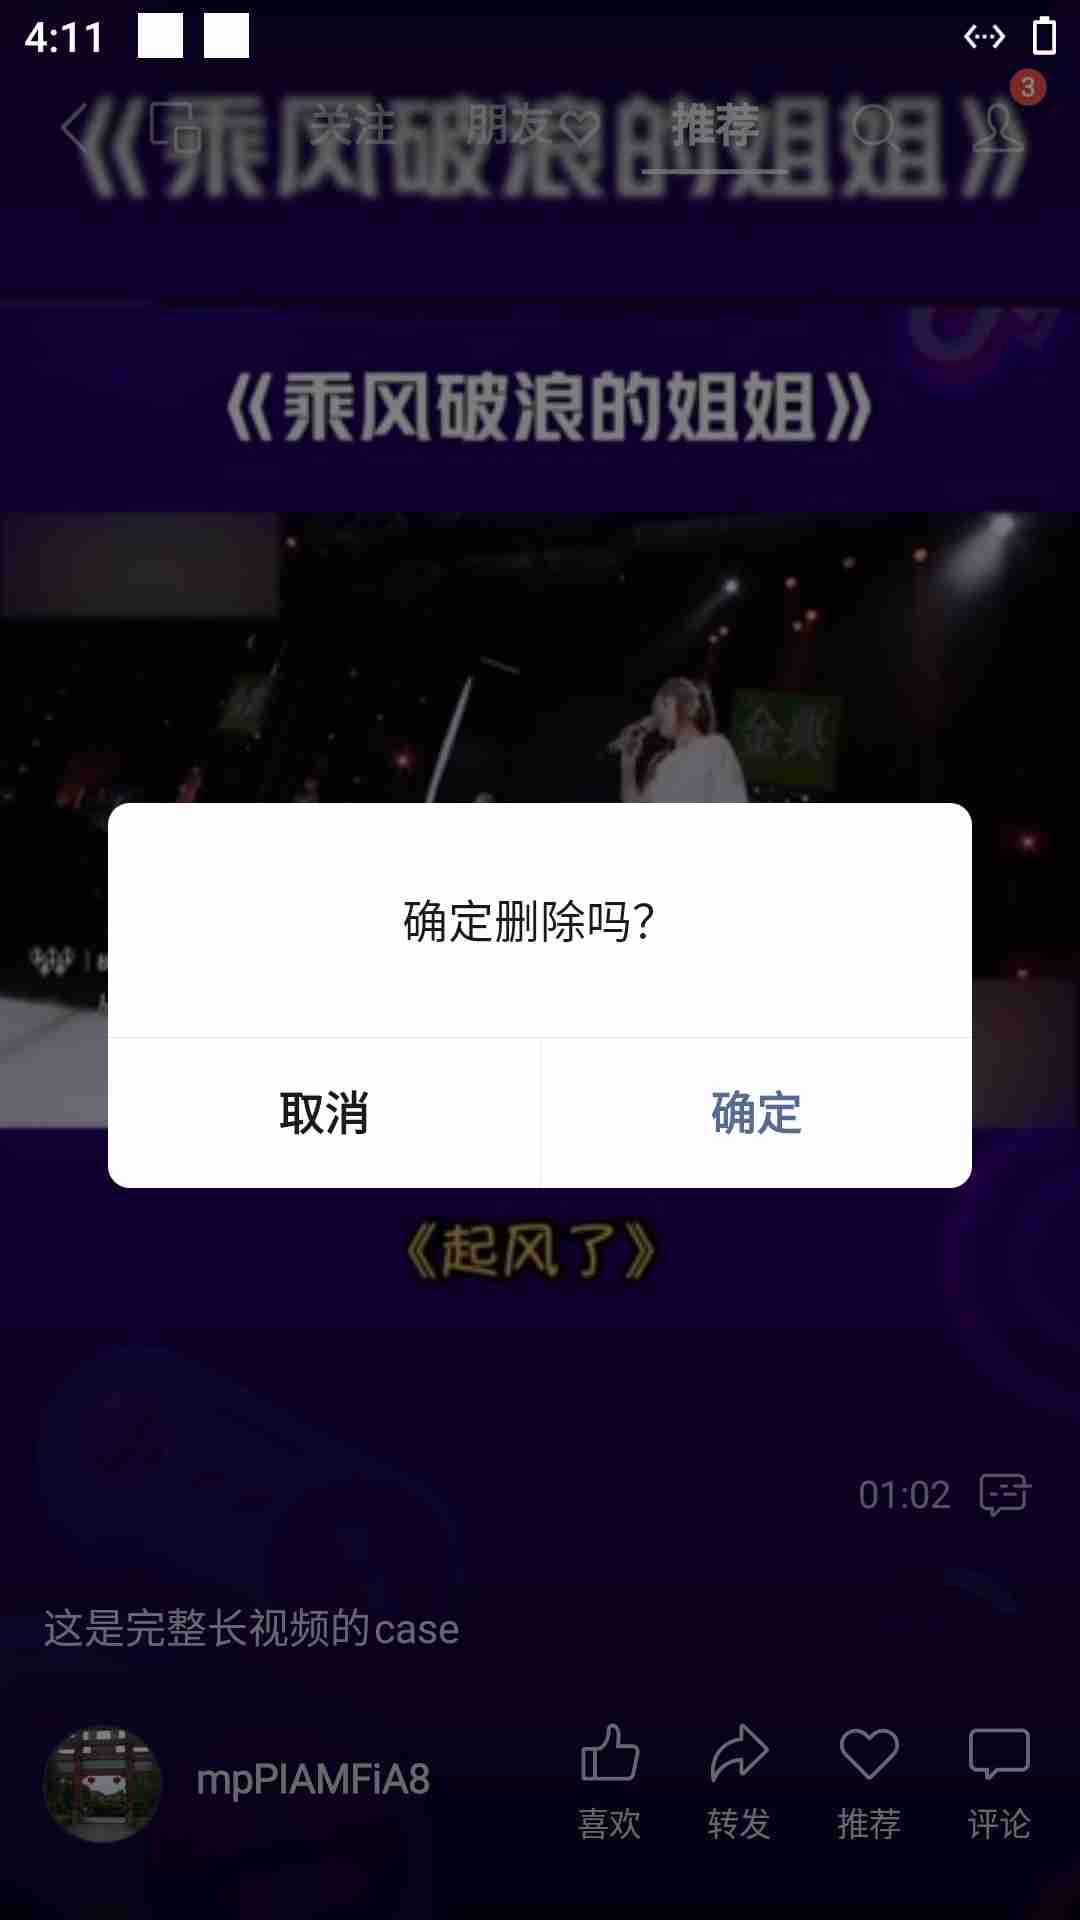 4:11
3
关注 朋友 推荐
《乘风破浪的姐姐》
《乘风破浪的姐姐》
金典
确定删除吗?
取消 确定
《起风了》
01:02
这是完整长视频的case
mpPIAMFiA8
喜欢 转发 推荐 评论